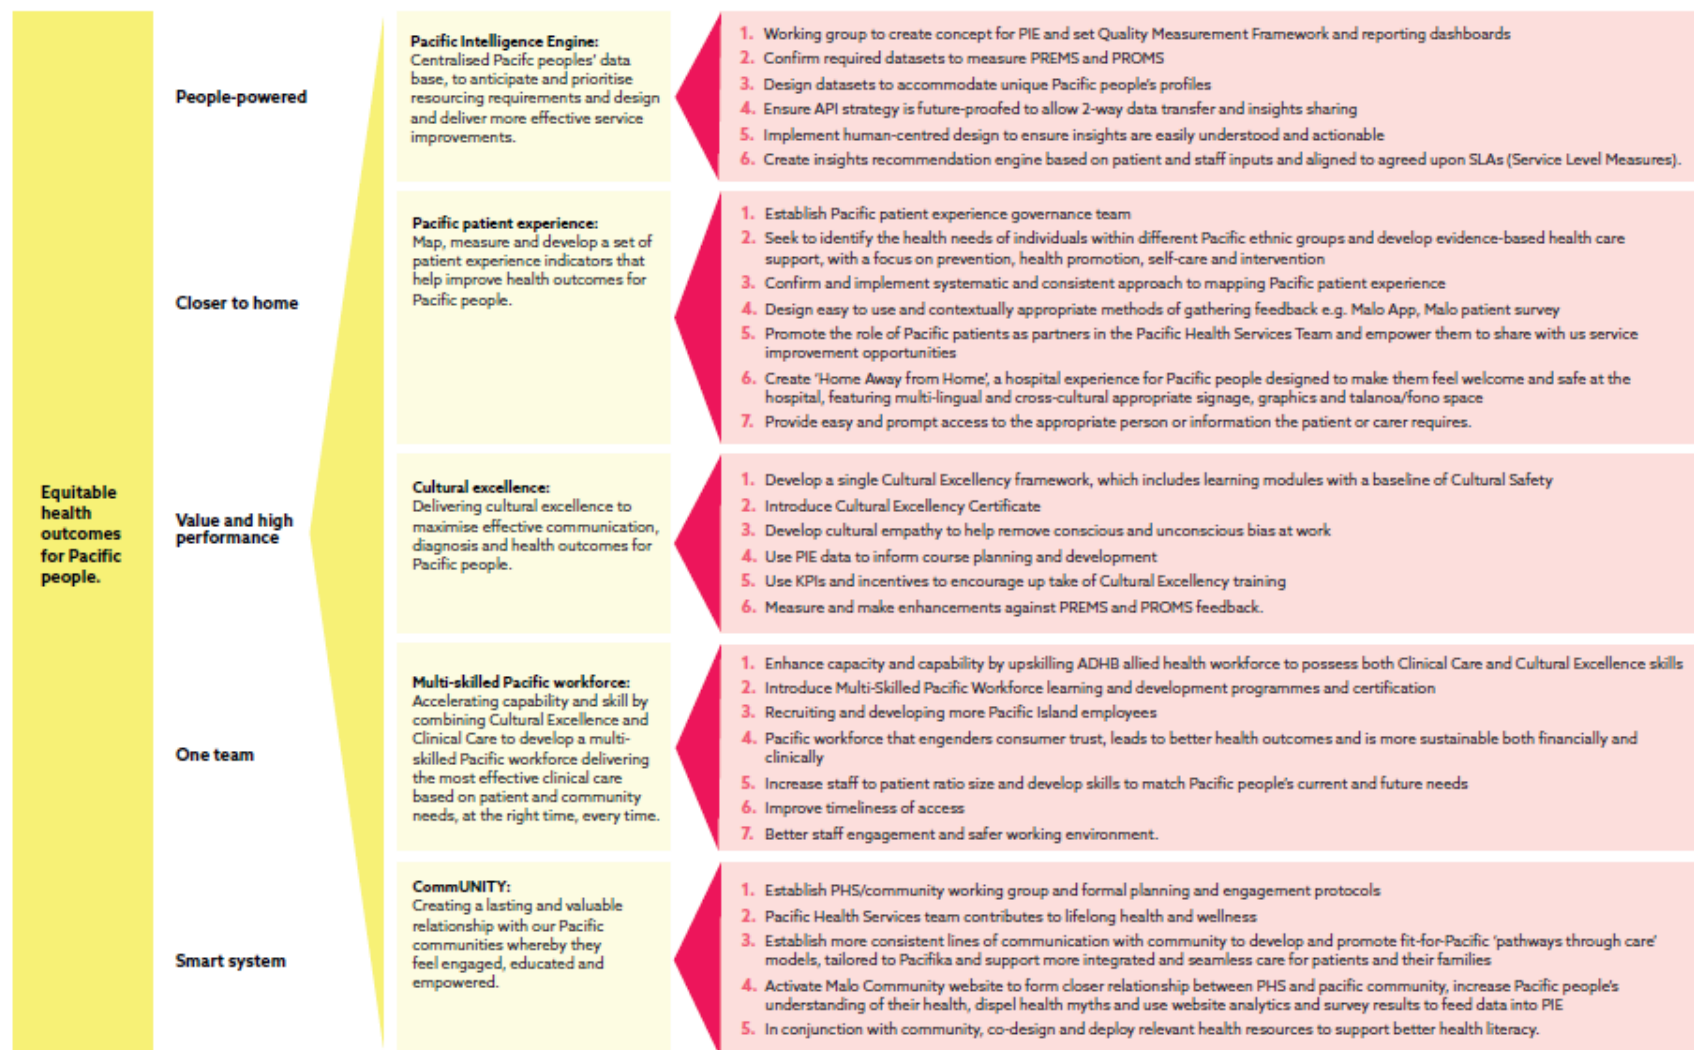 Equitable
health
outcomes
for Pacific
people.
People-powered
Closer to home
Value and high
performance
One team
Smart system
Pacific Intelligence Engine:
Centralised Pacifc peoples' data
base, to anticipate and prioritise
resourcing requirements and design
and deliver more effective service
improvements.
1. Working group to create concept for PIE and set Quality Measurement Framework and reporting dashboards
2. Confirm required datasets to measure PREMS and PROMS
3. Design datasets to accommodate unique Pacific people's profiles
4. Ensure API strategy is future-proofed to allow 2-way data transfer and insights sharing
5. Implement human-centred design to ensure insights are easily understood and actionable
6. Create insights recommendation engine based on patient and staff inputs and aligned to agreed upon SLAs (Service Level Measures).
Pacific patient experience:
Map, measure and develop a set of
patient experience indicators that
help improve health outcomes for
Pacific people.
1. Establish Pacific patient experience governance team
2. Seek to identify the health needs of individuals within different Pacific ethnic groups and develop evidence-based health care
support, with a focus on prevention, health promotion, self-care and intervention
3. Confirm and implement systematic and consistent approach to mapping Pacific patient experience
4. Design easy to use and contextually appropriate methods of gathering feedback e.g. Malo App, Malo patient survey
5. Promote the role of Pacific patients as partners in the Pacific Health Services Team and empower them to share with us service
improvement opportunities
6. Create 'Home Away from Home', a hospital experience for Pacific people designed to make them feel welcome and safe at the
hospital, featuring multi-lingual and cross-cultural appropriate signage, graphics and talanoa/fono space
7. Provide easy and prompt access to the appropriate person or information the patient or carer requires.
Cultural excellence:
Delivering cultural excellence to
maximise effective communication,
diagnosis and health outcomes for
Pacific people.
1. Develop a single Cultural Excellency framework, which includes learning modules with a baseline of Cultural Safety
2. Introduce Cultural Excellency Certificate
3. Develop cultural empathy to help remove conscious and unconscious bias at work
4. Use PIE data to inform course planning and development
5. Use KPIs and incentives to encourage up take of Cultural Excellency training
6. Measure and make enhancements against PREMS and PROMS feedback.
Multi-skilled Pacific workforce:
Accelerating capability and skill by
combining Cultural Excellence and
Clinical Care to develop a multi-
skilled Pacific workforce delivering
the most effective clinical care
based on patient and community
needs, at the right time, every time.
1. Enhance capacity and capability by upskilling ADHB allied health workforce to possess both Clinical Care and Cultural Excellence skills
2. Introduce Multi-Skilled Pacific Workforce learning and development programmes and certification
3. Recruiting and developing more Pacific Island employees
4. Pacific workforce that engenders consumer trust, leads to better health outcomes and is more sustainable both financially and
clinically
5. Increase staff to patient ratio size and develop skills to match Pacific people's current and future needs
6. Improve timeliness of access
7. Better staff engagement and safer working environment.
CommUNITY:
Creating a lasting and valuable
relationship with our Pacific
communities whereby they
feel engaged, educated and
empowered.
1. Establish PHS/community working group and formal planning and engagement protocols
2. Pacific Health Services team contributes to lifelong health and wellness
3. Establish more consistent lines of communication with community to develop and promote fit-for-Pacific 'pathways through care'
models, tailored to Pacifika and support more integrated and seamless care for patients and their families
4. Activate Malo Community website to form closer relationship between PHS and pacific community, increase Pacific people's
understanding of their health, dispel health myths and use website analytics and survey results to feed data into PIE
5. In conjunction with community, co-design and deploy relevant health resources to support better health literacy.